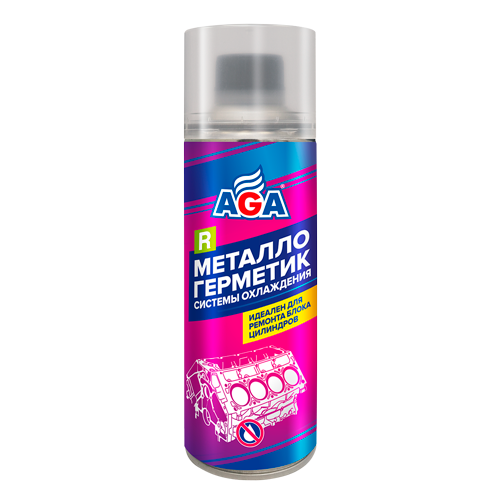 AGA®
R
МЕТАЛЛО
ГЕРМЕТИК
СИСТЕМЫ ОХЛАЖДЕНИЯ
ИДЕАЛЕН ДЛЯ
РЕМОНТА БЛОКА
ЦИЛИНДРОВ